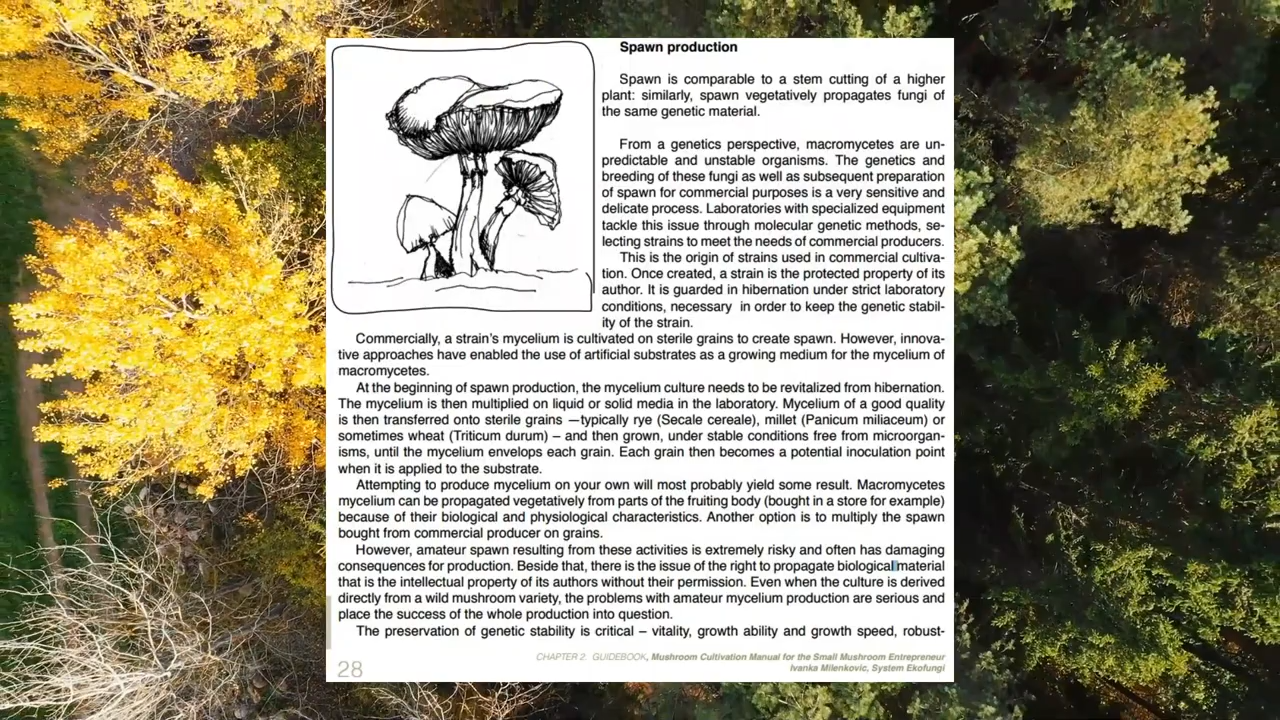 Spawn production
Spawn is comparable to a stem cutting of a higher
plant: similarly, spawn vegetatively propagates fungi of
the same genetic material.
From a genetics perspective, macromycetes are un-
predictable and unstable organisms. The genetics and
breeding of these fungi as well as subsequent preparation
of spawn for commercial purposes is a very sensitive and
delicate process. Laboratories with specialized equipment
tackle this issue through molecular genetic methods, se-
lecting strains to meet the needs of commercial producers.
This is the origin of strains used in commercial cultiva-
tion. Once created, a strain is the protected property of its
author. It is guarded in hibernation under strict laboratory
conditions, necessary in order to keep the genetic stabil-
ity of the strain.
Commercially, a strain's mycelium is cultivated on sterile grains to create spawn. However, innova-
tive approaches have enabled the use of artificial substrates as a growing medium for the mycelium of
macromycetes.
At the beginning of spawn production, the mycelium culture needs to be revitalized from hibernation.
The mycelium is then multiplied on liquid or solid media in the laboratory. Mycelium of a good quality
is then transferred onto sterile grains —typically rye (Secale cereale), millet (Panicum miliaceum) or
sometimes wheat (Triticum durum) – and then grown, under stable conditions free from microorgan-
isms, until the mycelium envelops each grain. Each grain then becomes a potential inoculation point
when it is applied to the substrate.
Attempting to produce mycelium on your own will most probably yield some result. Macromycetes
mycelium can be propagated vegetatively from parts of the fruiting body (bought in a store for example)
because of their biological and physiological characteristics. Another option is to multiply the spawn
bought from commercial producer on grains.
However, amateur spawn resulting from these activities is extremely risky and often has damaging
consequences for production. Beside that, there is the issue of the right to propagate biological material
that is the intellectual property of its authors without their permission. Even when the culture is derived
directly from a wild mushroom variety, the problems with amateur mycelium production are serious and
place the success of the whole production into question.
The preservation of genetic stability is critical – vitality, growth ability and growth speed, robust-
28
CHAPTER 2. GUIDEBOOK, Mushroom Cultivation Manual for the Small Mushroom Entrepreneur
Ivanka Milenkovic, System Ekofungi